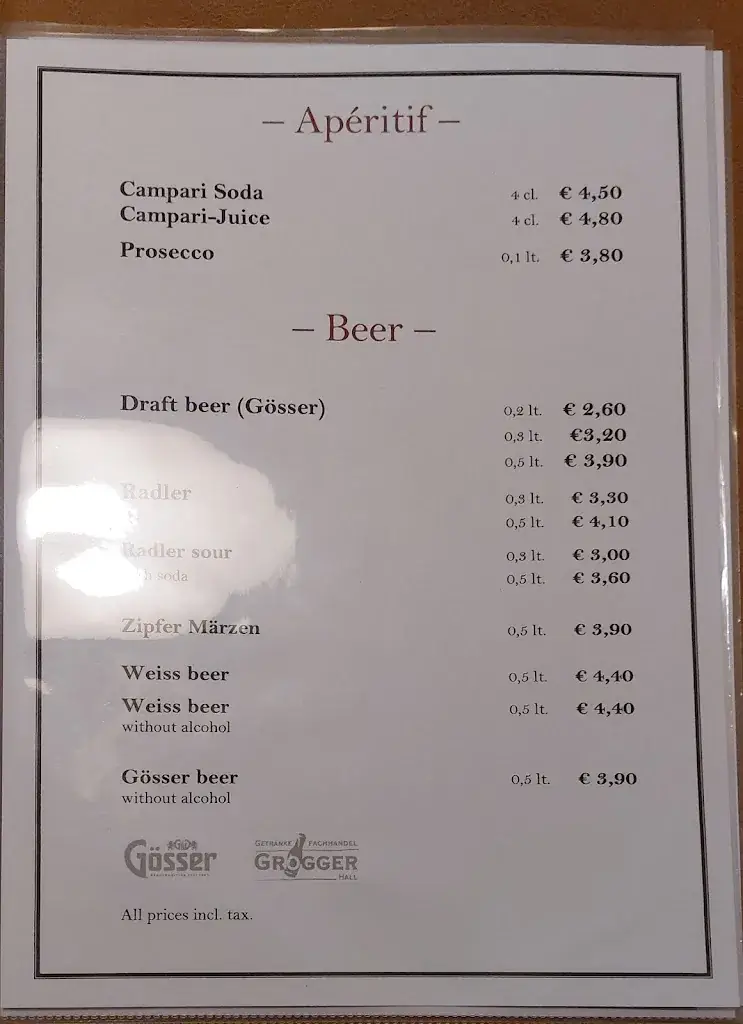 – Apéritif –
Campari Soda 4 cl. € 4,50
Campari-Juice 4 cl. € 4,80
Prosecco 0,1 lt. € 3,80
– Beer –
Draft beer (Gösser) 0,2 lt. € 2,60
0,3 lt. €3,20
0,5 lt. € 3,90
Radler 0,3 lt. € 3,30
0,5 lt. € 4,10
Radler sour 0,3 lt. € 3,00
soda 0,5 lt. € 3,60
Zipfer Märzen 0,5 lt. € 3,90
Weiss beer 0,5 lt. € 4,40
Weiss beer 0,5 lt. € 4,40
without alcohol
Gösser beer 0,5 lt. € 3,90
without alcohol
Gösser
GETRÄNKE FACHHANDEL
GROGGER
HALL
All prices incl. tax.